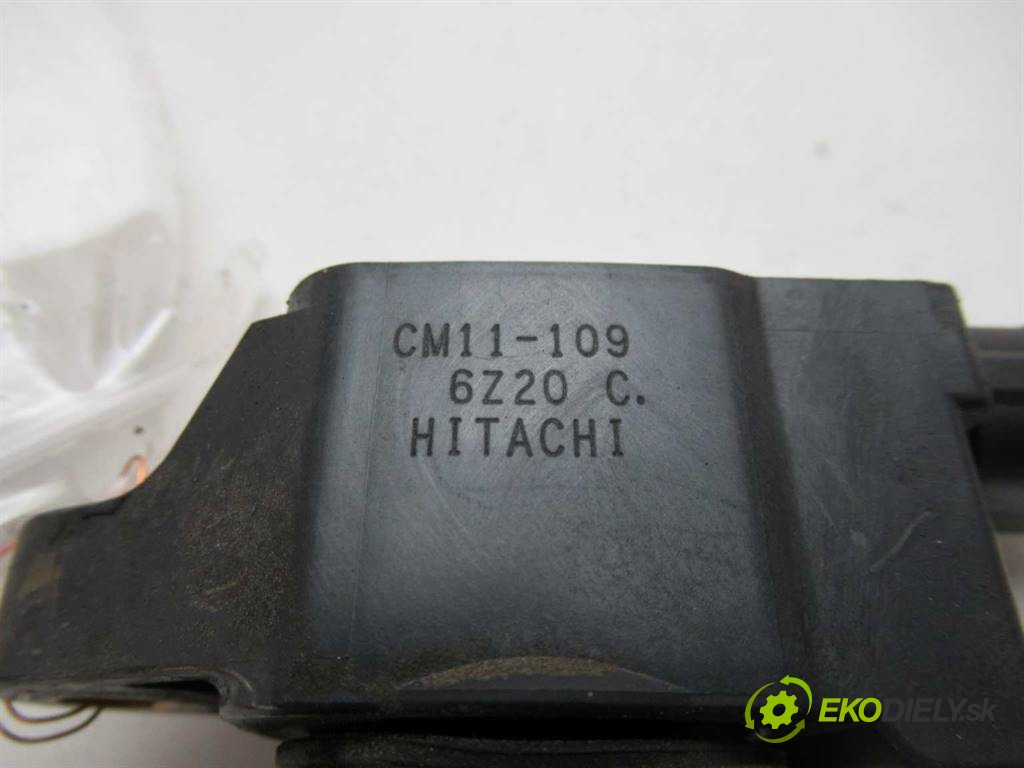 CM11-109
6Z20 C.
HITACHI
EKODIELY.sk